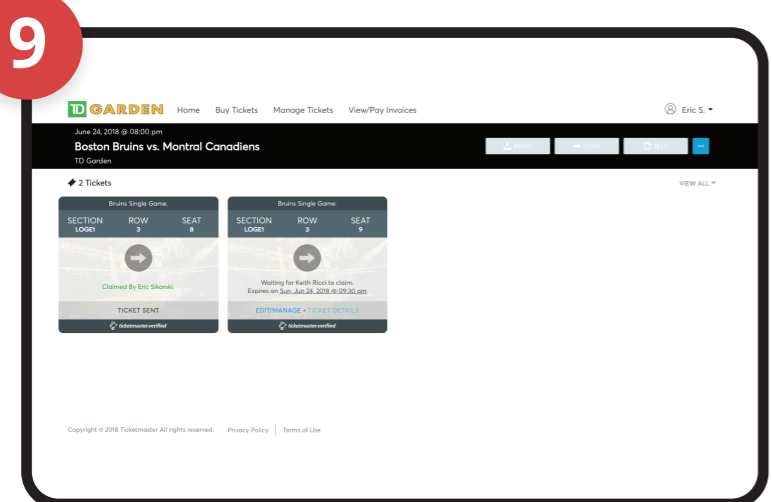 9
TD GARDEN Home Buy Tickets Manage Tickets View/Pay Invoices Eric S.
June 24, 2018 @ 08:00 pm
Boston Bruins vs. Montral Canadiens
TD Garden
PRINT SEND SELL ...
2 Tickets VIEW ALL
Bruins Single Game.
SECTION ROW SEAT
LOGE1 3 8
Claimed By Eric Sikorski.
TICKET SENT
ticketmaster verified
Bruins Single Game.
SECTION ROW SEAT
LOGE1 3 9
Waiting for Keith Ricci to claim.
Expires on Sun, Jun 24, 2018 @ 09:30 pm
EDIT/MANAGE • TICKET DETAILS
ticketmaster verified
Copyright © 2018 Ticketmaster All rights reserved. Privacy Policy | Terms of Use